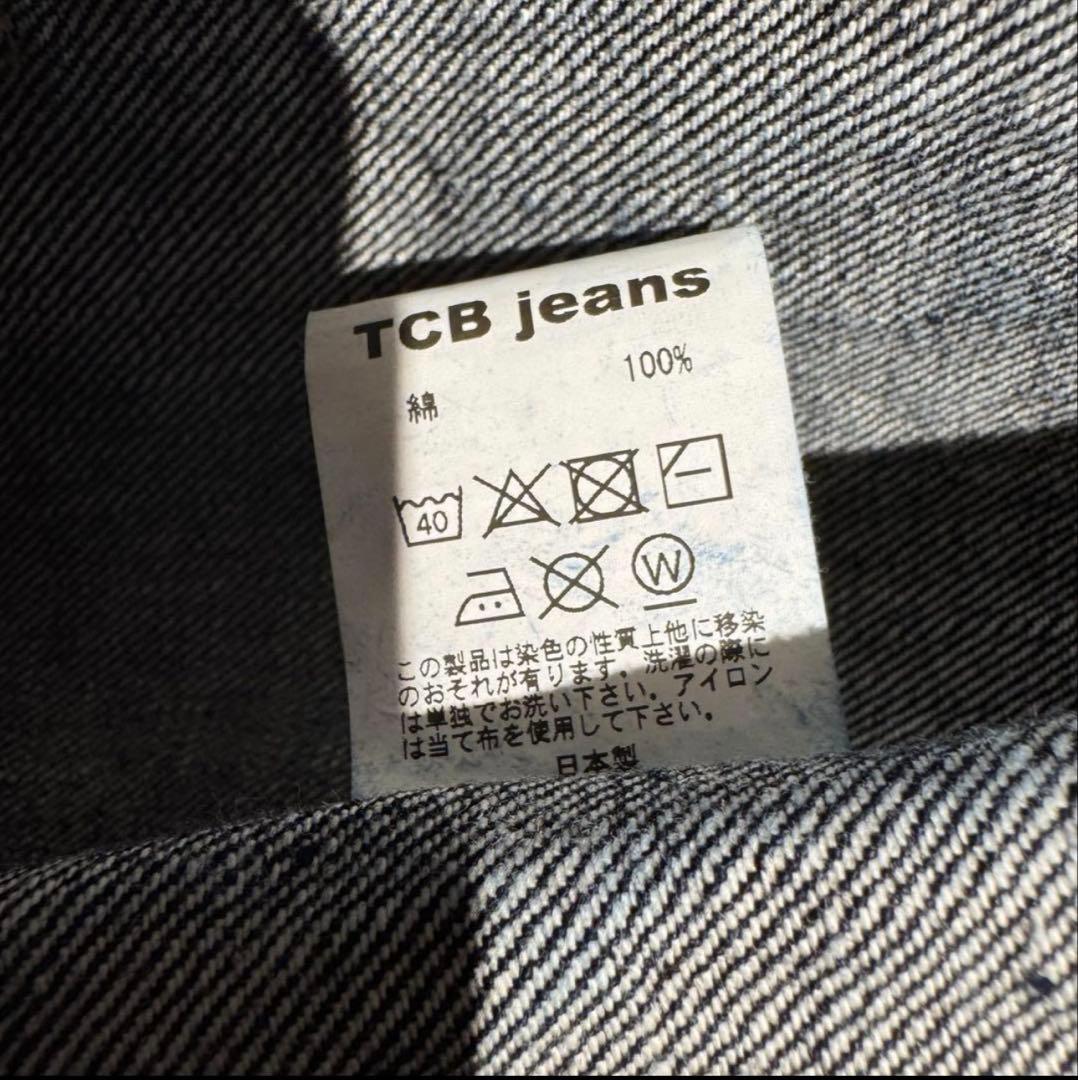 TCB jeans
綿 100%
40
W
この製品は染色の性質上他に移染
のおそれが有ります。洗濯の際に
は単独でお洗い下さい。アイロン
は当て布を使用して下さい。
日本製